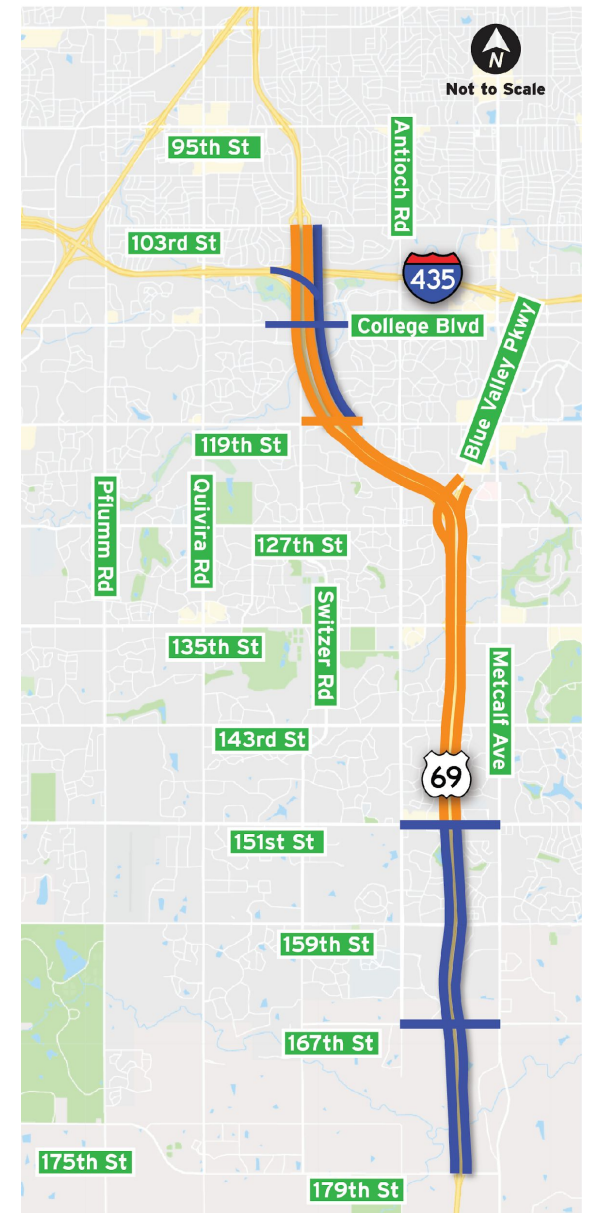 N
Not to Scale
95th St
Antioch Rd
103rd St
435
College Blvd
Blue Valley Pkwy
119th St
Pflumm Rd
Quivira Rd
127th St
Switzer Rd
135th St
Metcalf Ave
143rd St
69
151st St
159th St
167th St
175th St
179th St